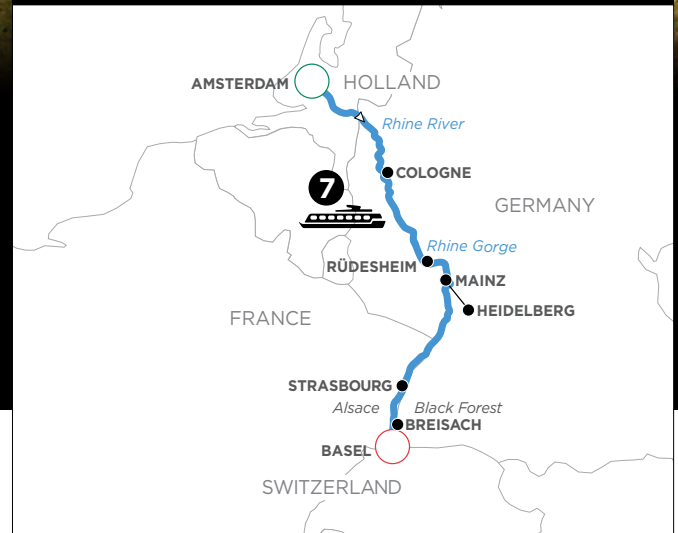 AMSTERDAM
HOLLAND
Rhine River
COLOGNE
7
GERMANY
Rhine Gorge
RÜDESHEIM
MAINZ
HEIDELBERG
FRANCE
STRASBOURG
Alsace
Black Forest
BREISACH
BASEL
SWITZERLAND